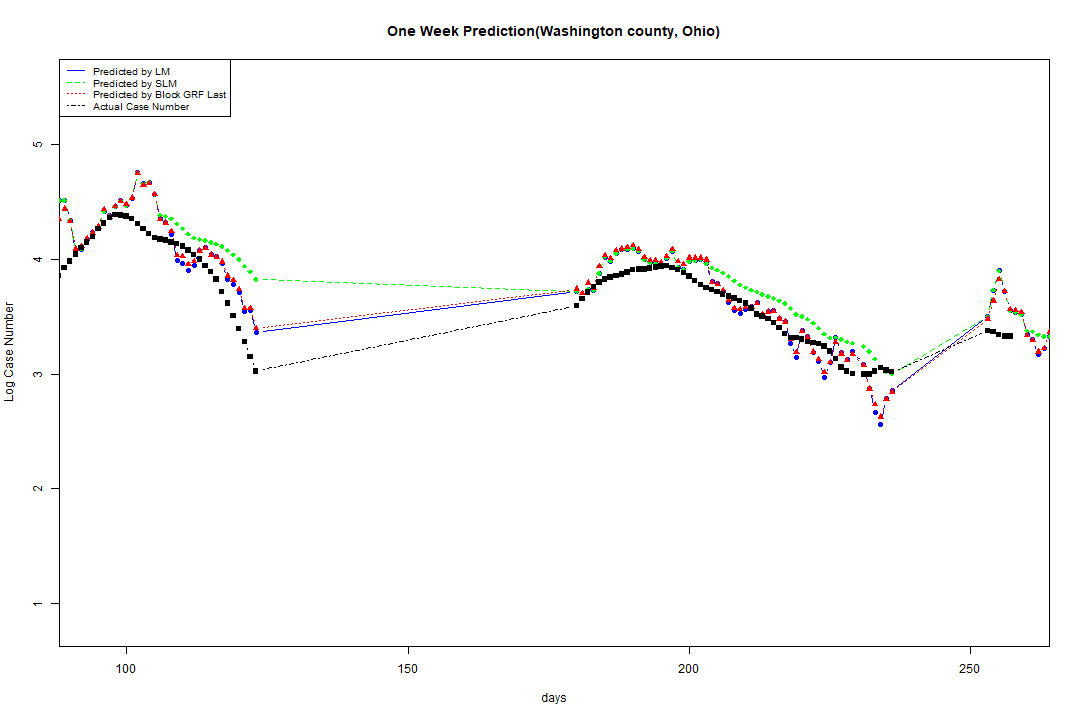 One Week Prediction(Washington county, Ohio)
Predicted by LM
Predicted by SLM
Predicted by Block GRF Last
Actual Case Number
5
4
3
2
1
Log Case Number
100 150 200 250
days